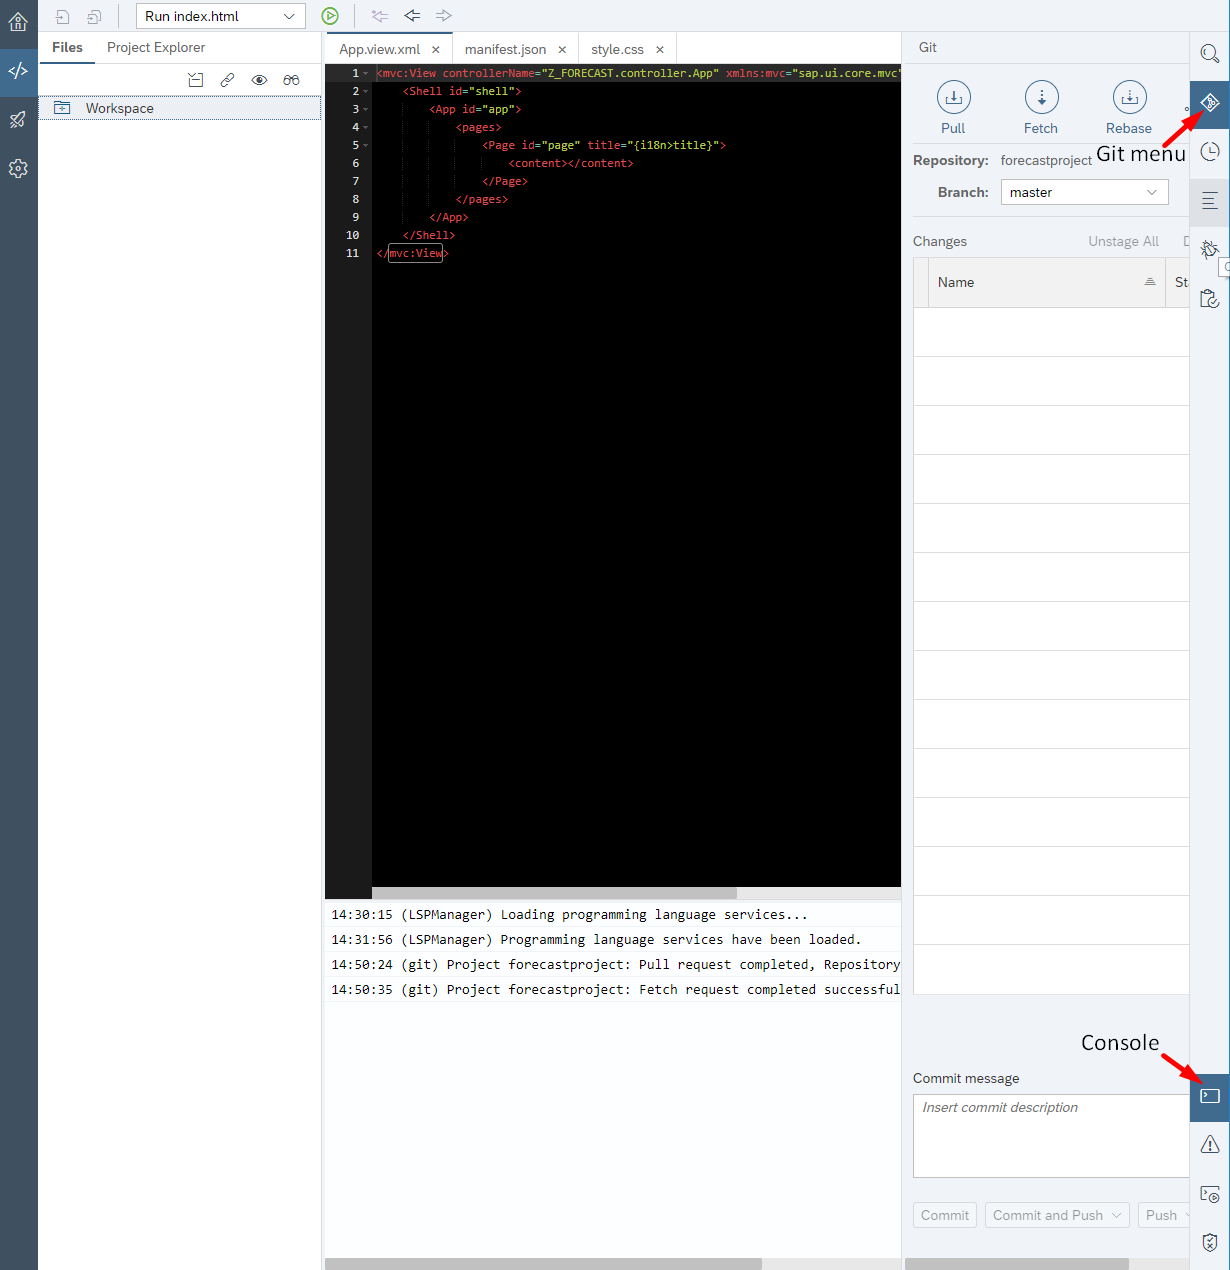 Run index.html
Files Project Explorer
Workspace
App.view.xml × manifest.json × style.css ×
1 <mvc:View controllerName="Z_FORECAST.controller.App" xmlns:mvc="sap.ui.core.mvc"
2 <Shell id="shell">
3 <App id="app">
4 <pages>
5 <Page id="page" title="{i18n>title}">
6 <content></content>
7 </Page>
8 </pages>
9 </App>
10 </Shell>
11 </mvc:View>
14:30:15 (LSPManager) Loading programming language services...
14:31:56 (LSPManager) Programming language services have been loaded.
14:50:24 (git) Project forecastproject: Pull request completed, Repository
14:50:35 (git) Project forecastproject: Fetch request completed successful
Git
Pull Fetch Rebase
Git menu
Repository: forecastproject
Branch: master
Changes Unstage All D
Name St
Console
Commit message
Insert commit description
Commit Commit and Push Push